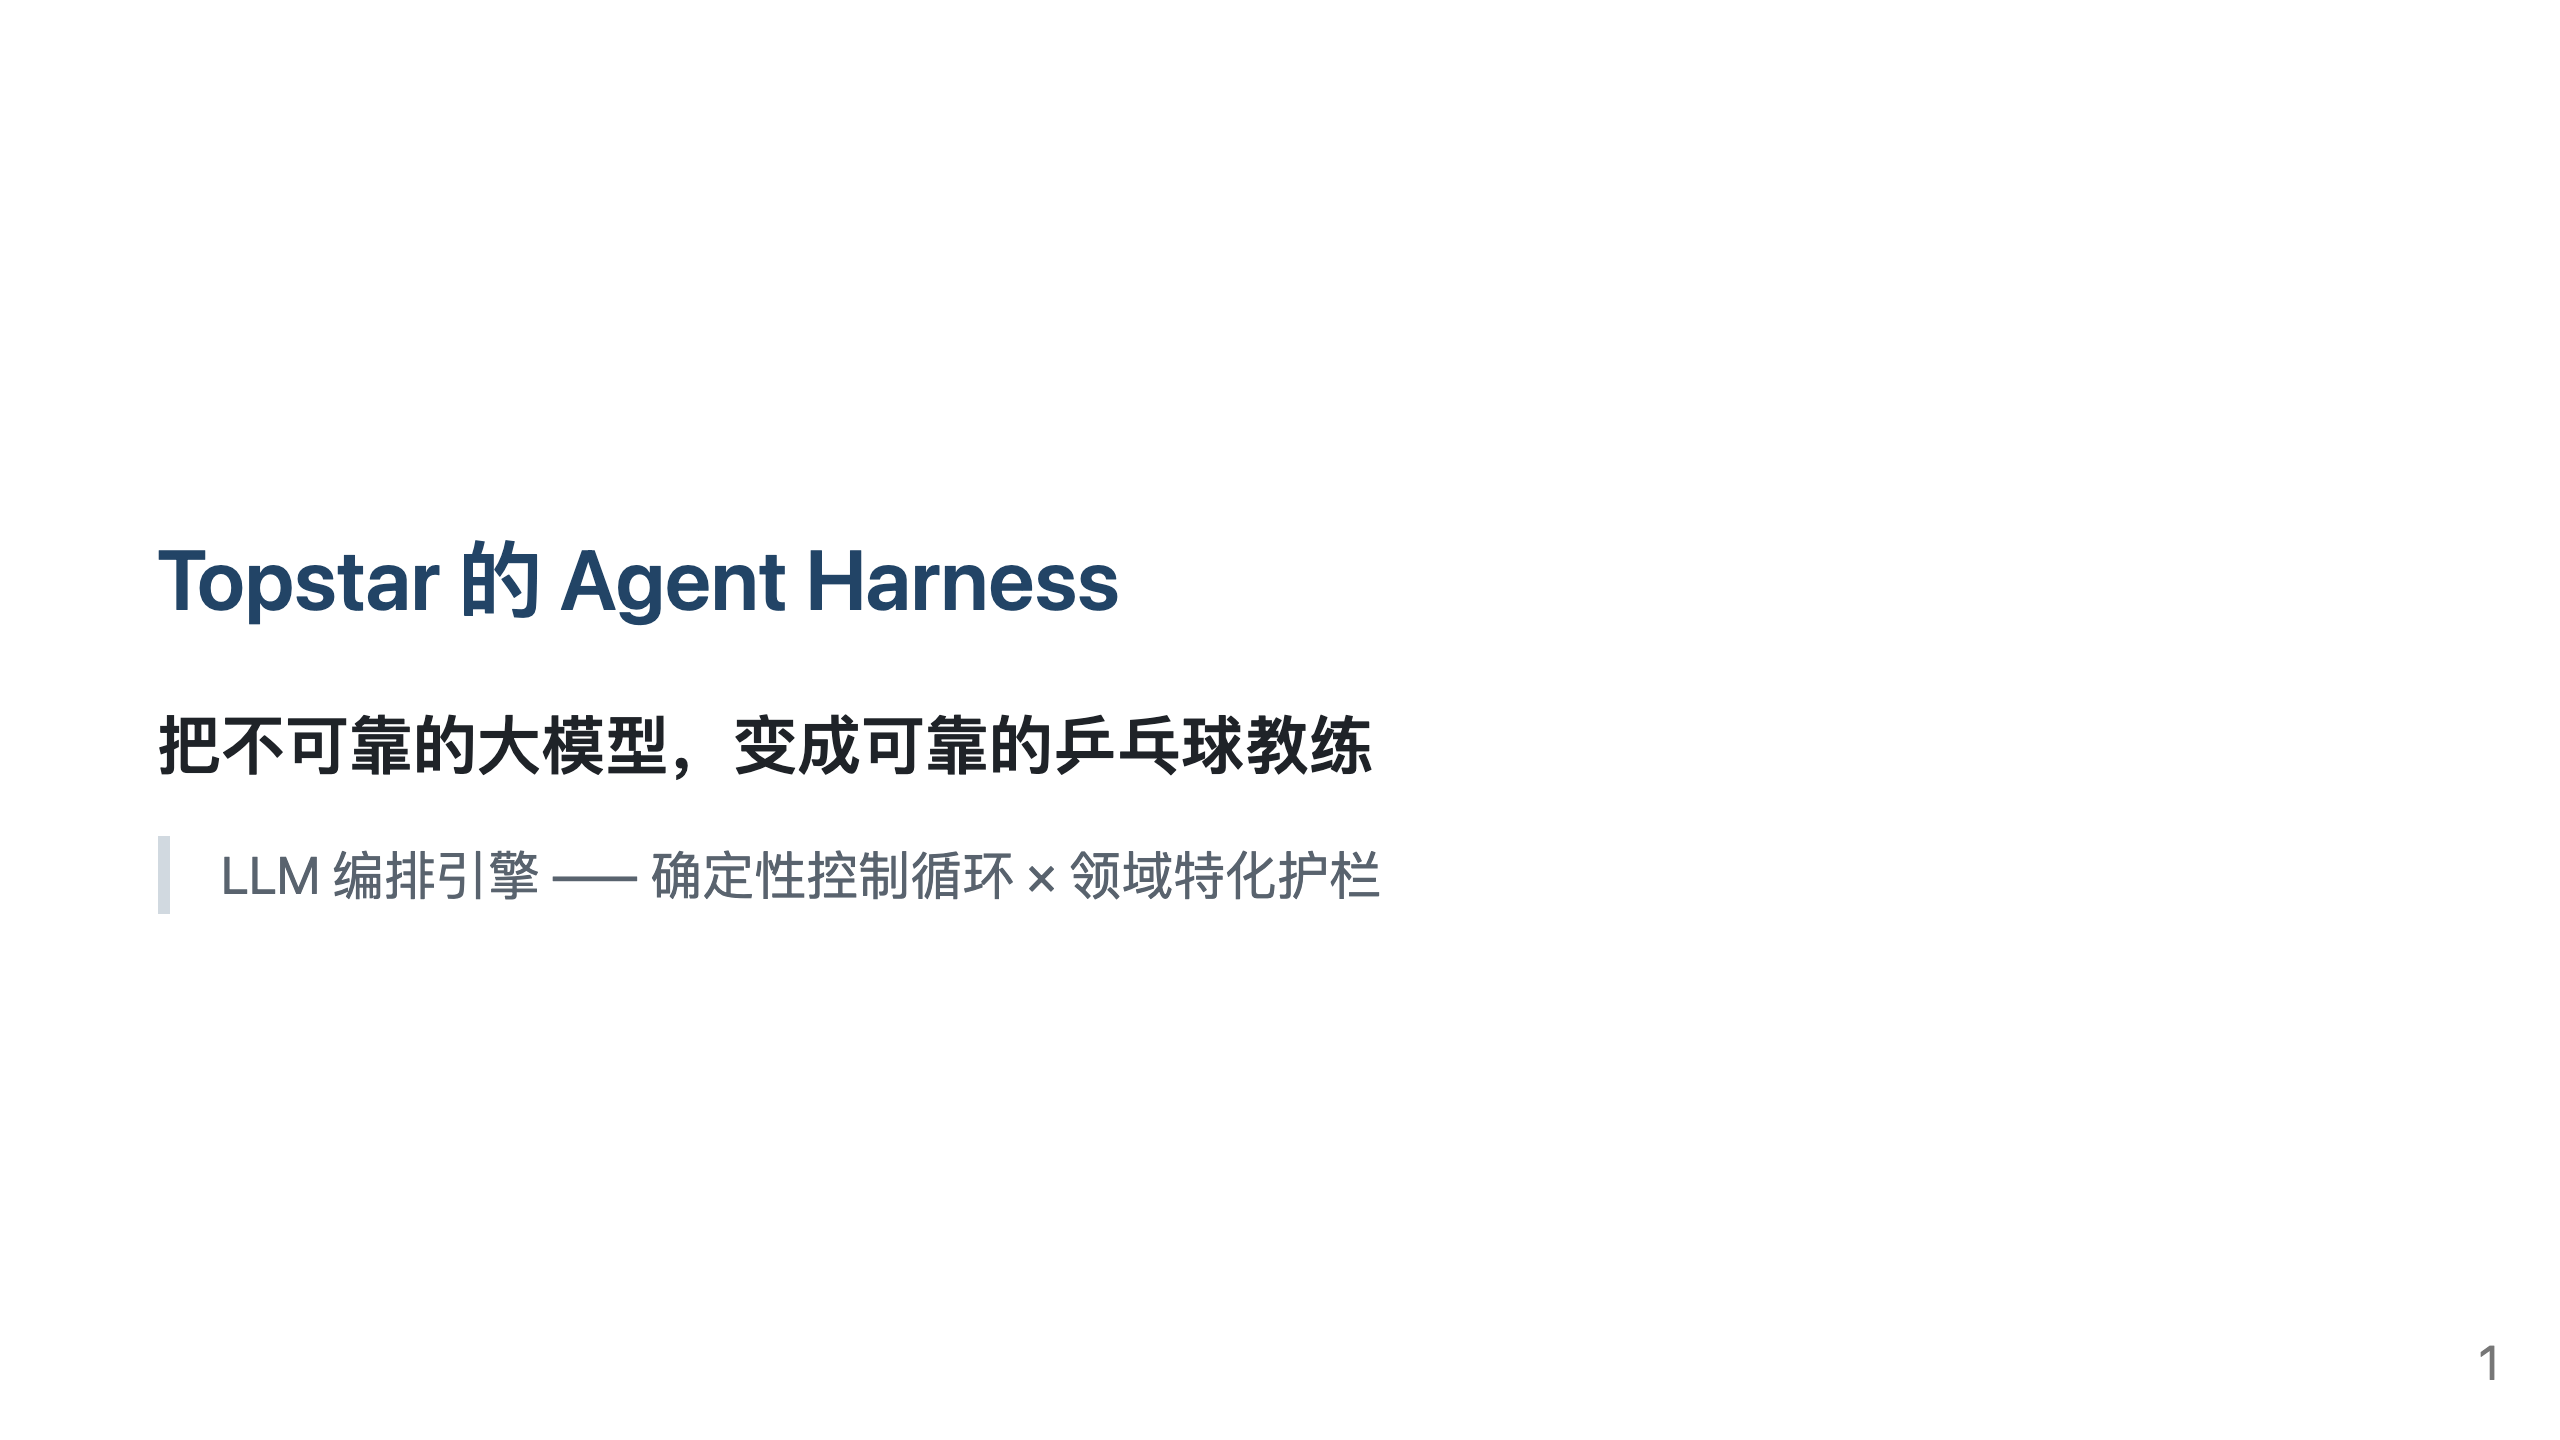 Topstar 的 Agent Harness
把不可靠的大模型，变成可靠的乒乓球教练
LLM 编排引擎 —— 确定性控制循环 × 领域特化护栏
1